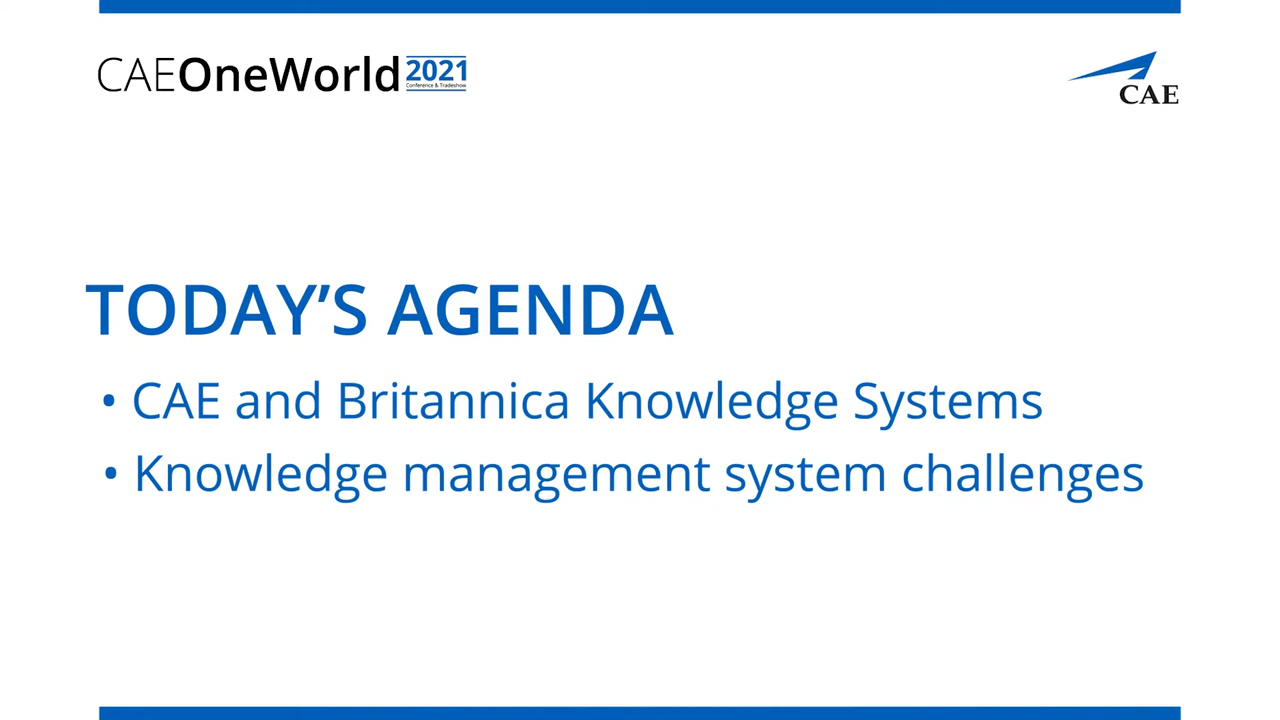 CAEOneWorld 2021
Conference & Tradeshow
CAE
TODAY’S AGENDA
• CAE and Britannica Knowledge Systems
• Knowledge management system challenges